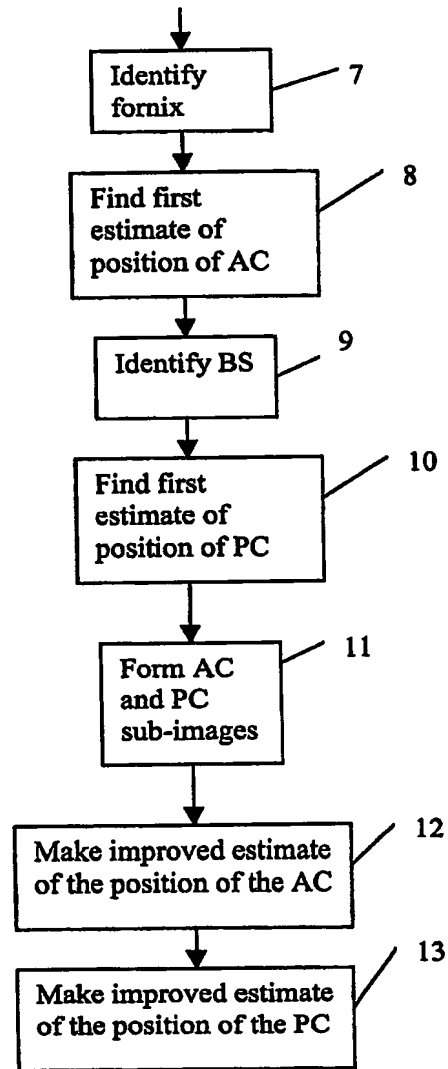 Identify
fornix
7
Find first
estimate of
position of AC
8
Identify BS
9
Find first
estimate of
position of PC
10
Form AC
and PC
sub-images
11
Make improved estimate
of the position of the AC
12
Make improved estimate
of the position of the PC
13